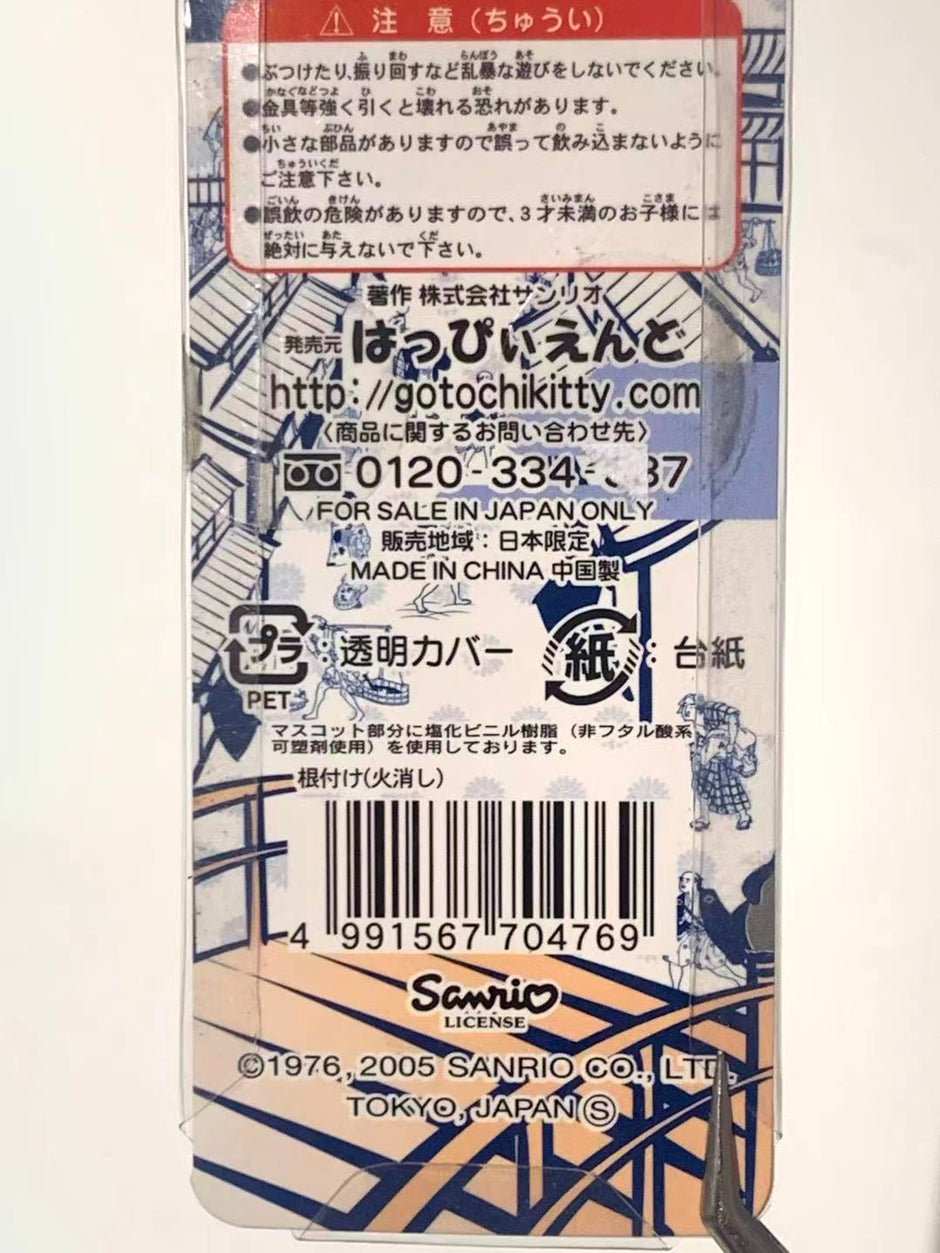 ⚠ 注 意 (ちゅうい)
●ぶつけたり、振り回すなど乱暴な遊びをしないでください。
●金具等強く引くと壊れる恐れがあります。
●小さな部品がありますので誤って飲み込まないように
ご注意下さい。
●誤飲の危険がありますので、3才未満のお子様には
絶対に与えないで下さい。
著作 株式会社サンリオ
発売元 はっぴぃえんど
http://gotochikitty.com
〈商品に関するお問い合わせ先〉
0120-334-
FOR SALE IN JAPAN ONLY
販売地域：日本限定
MADE IN CHINA 中国製
プラ：透明カバー 紙：台紙
PET
マスコット部分に塩化ビニル樹脂（非フタル酸系
可塑剤使用）を使用しております。
根付け(火消し)
4 991567 704769
Sanrio
LICENSE
©1976, 2005 SANRIO CO., LTD.
TOKYO, JAPAN Ⓢ